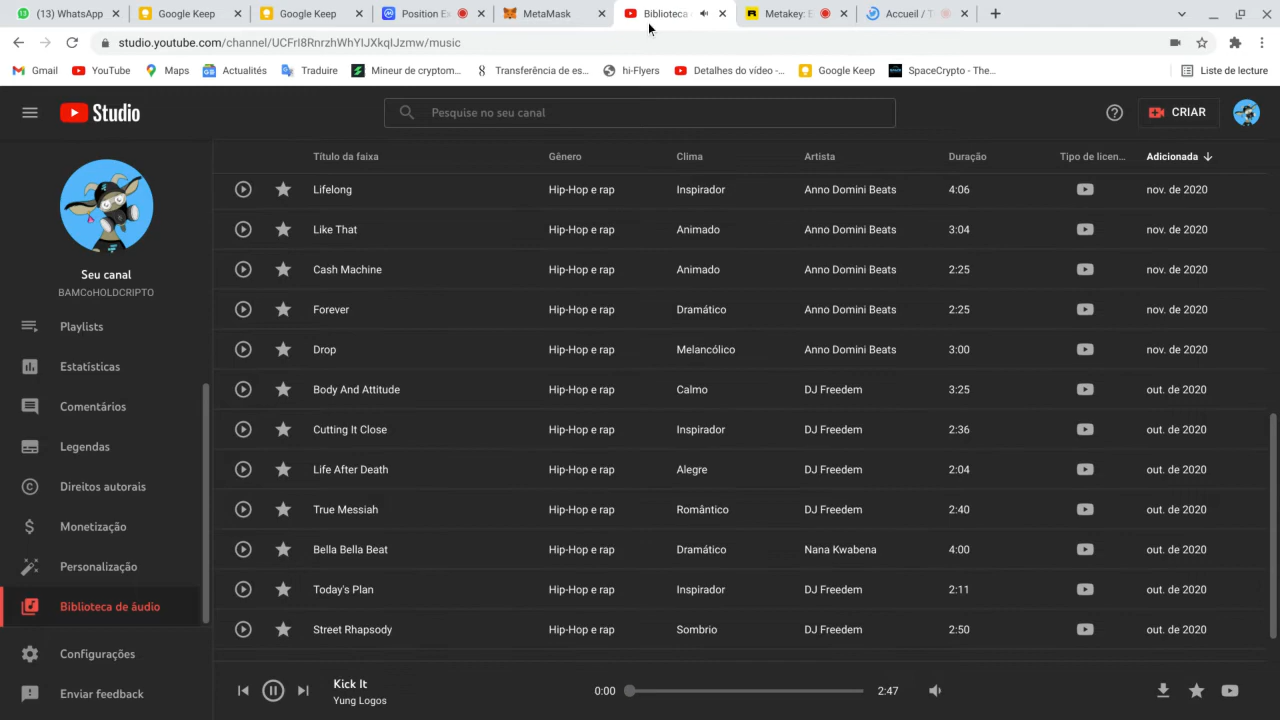 (13) WhatsApp
Google Keep
Google Keep
Position Ex
MetaMask
Biblioteca
Metakey: E
Accueil / T
studio.youtube.com/channel/UCFrI8RnrzhWhYIJXkqIJzmw/music
Gmail
YouTube
Maps
Actualités
Traduire
Mineur de cryptom...
Transferência de es...
hi-Flyers
Detalhes do vídeo -...
Google Keep
SpaceCrypto - The...
Liste de lecture
Studio
Pesquise no seu canal
CRIAR
Seu canal
BAMCoHOLDCRIPTO
Playlists
Estatísticas
Comentários
Legendas
Direitos autorais
Monetização
Personalização
Biblioteca de áudio
Configurações
Enviar feedback
Título da faixa Gênero Clima Artista Duração Tipo de licen... Adicionada
Lifelong Hip-Hop e rap Inspirador Anno Domini Beats 4:06 nov. de 2020
Like That Hip-Hop e rap Animado Anno Domini Beats 3:04 nov. de 2020
Cash Machine Hip-Hop e rap Animado Anno Domini Beats 2:25 nov. de 2020
Forever Hip-Hop e rap Dramático Anno Domini Beats 2:25 nov. de 2020
Drop Hip-Hop e rap Melancólico Anno Domini Beats 3:00 nov. de 2020
Body And Attitude Hip-Hop e rap Calmo DJ Freedem 3:25 out. de 2020
Cutting It Close Hip-Hop e rap Inspirador DJ Freedem 2:36 out. de 2020
Life After Death Hip-Hop e rap Alegre DJ Freedem 2:04 out. de 2020
True Messiah Hip-Hop e rap Romântico DJ Freedem 2:40 out. de 2020
Bella Bella Beat Hip-Hop e rap Dramático Nana Kwabena 4:00 out. de 2020
Today's Plan Hip-Hop e rap Inspirador DJ Freedem 2:11 out. de 2020
Street Rhapsody Hip-Hop e rap Sombrio DJ Freedem 2:50 out. de 2020
Kick It
Yung Logos
0:00
2:47